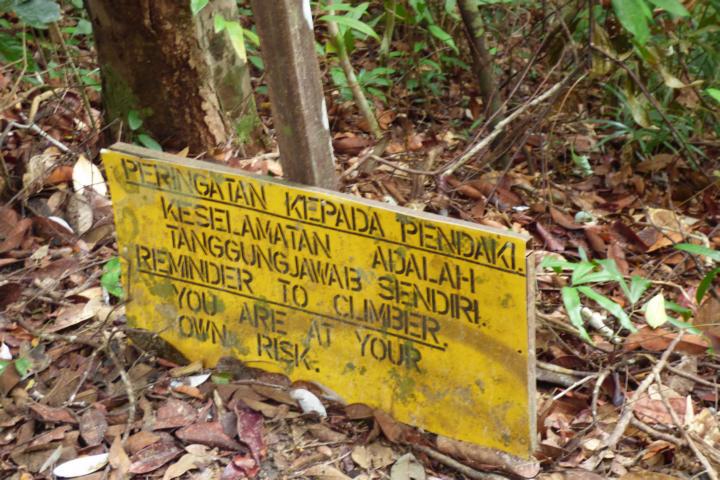 PERINGATAN KEPADA PENDAKI.
KESELAMATAN ADALAH
TANGGUNGJAWAB SENDIRI.
REMINDER TO CLIMBER.
YOU ARE AT YOUR
OWN RISK.